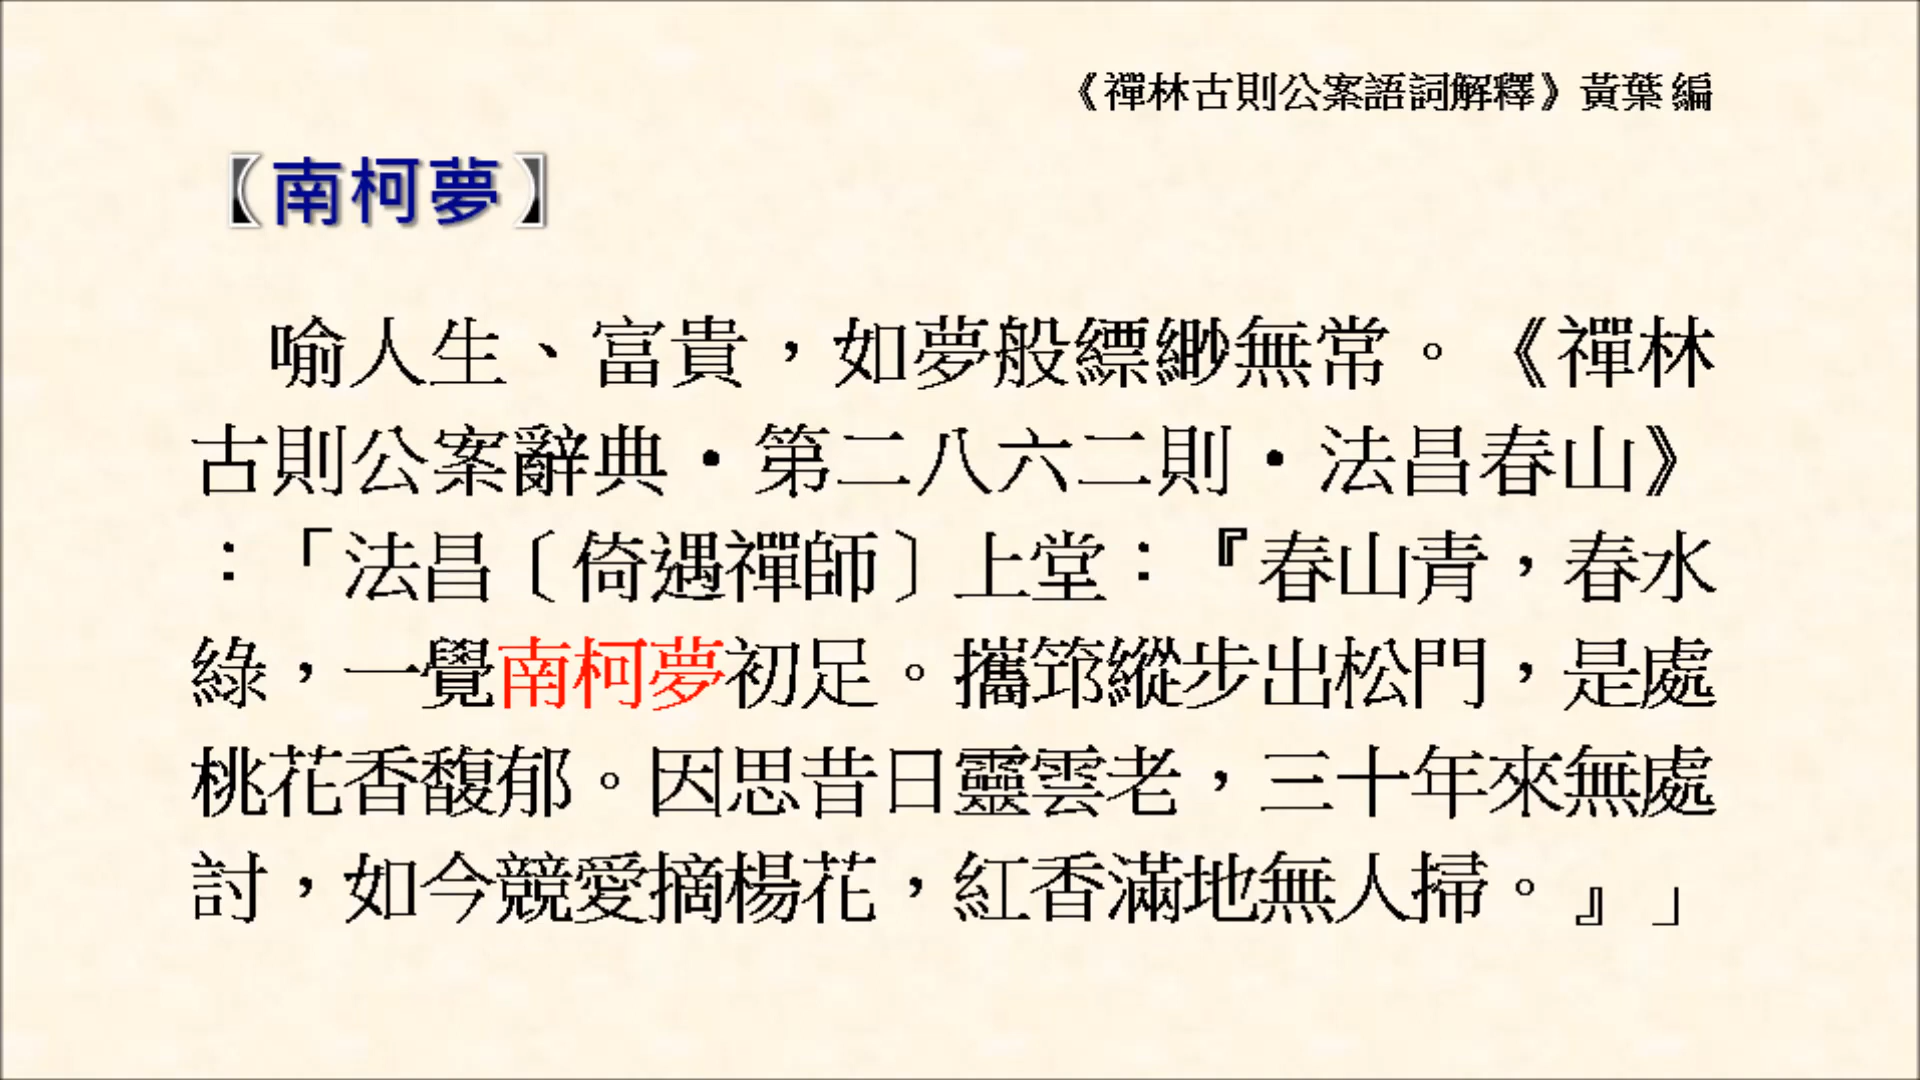 《禪林古則公案語詞解釋》黃葉 編
【南柯夢】
喻人生、富貴，如夢般縹緲無常。《禪林
古則公案辭典・第二八六二則・法昌春山》
：「法昌〔倚遇禪師〕上堂：『春山青，春水
綠，一覺南柯夢初足。攜筇縱步出松門，是處
桃花香馥郁。因思昔日靈雲老，三十年來無處
討，如今競愛摘楊花，紅香滿地無人掃。』」